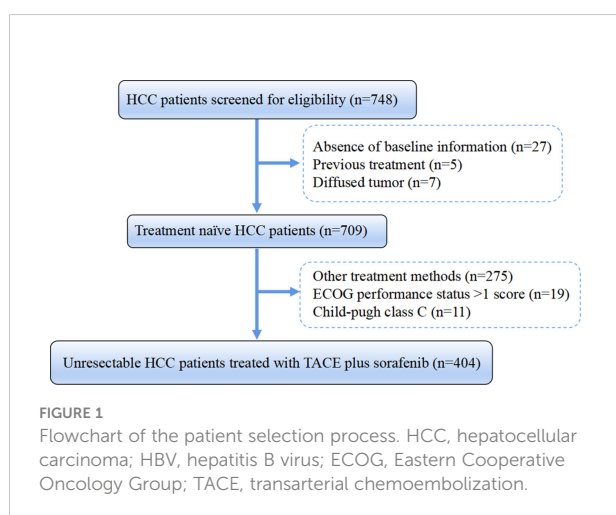 HCC patients screened for eligibility (n=748)
Absence of baseline information (n=27)
Previous treatment (n=5)
Diffused tumor (n=7)
Treatment naïve HCC patients (n=709)
Other treatment methods (n=275)
ECOG performance status >1 score (n=19)
Child-pugh class C (n=11)
Unresectable HCC patients treated with TACE plus sorafenib (n=404)
FIGURE 1
Flowchart of the patient selection process. HCC, hepatocellular
carcinoma; HBV, hepatitis B virus; ECOG, Eastern Cooperative
Oncology Group; TACE, transarterial chemoembolization.